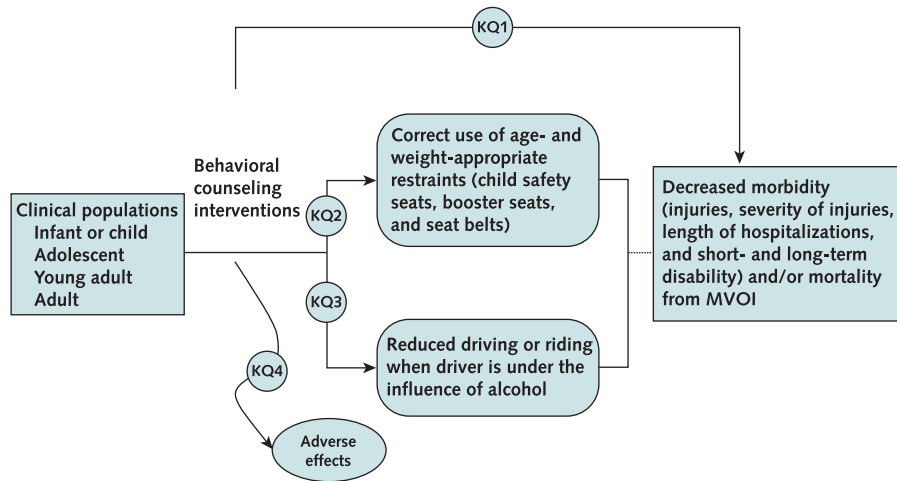 KQ1
Behavioral
counseling
interventions
Clinical populations
Infant or child
Adolescent
Young adult
Adult
KQ2
Correct use of age- and
weight-appropriate
restraints (child safety
seats, booster seats,
and seat belts)
KQ3
Reduced driving or riding
when driver is under the
influence of alcohol
KQ4
Adverse
effects
Decreased morbidity
(injuries, severity of injuries,
length of hospitalizations,
and short- and long-term
disability) and/or mortality
from MVOI